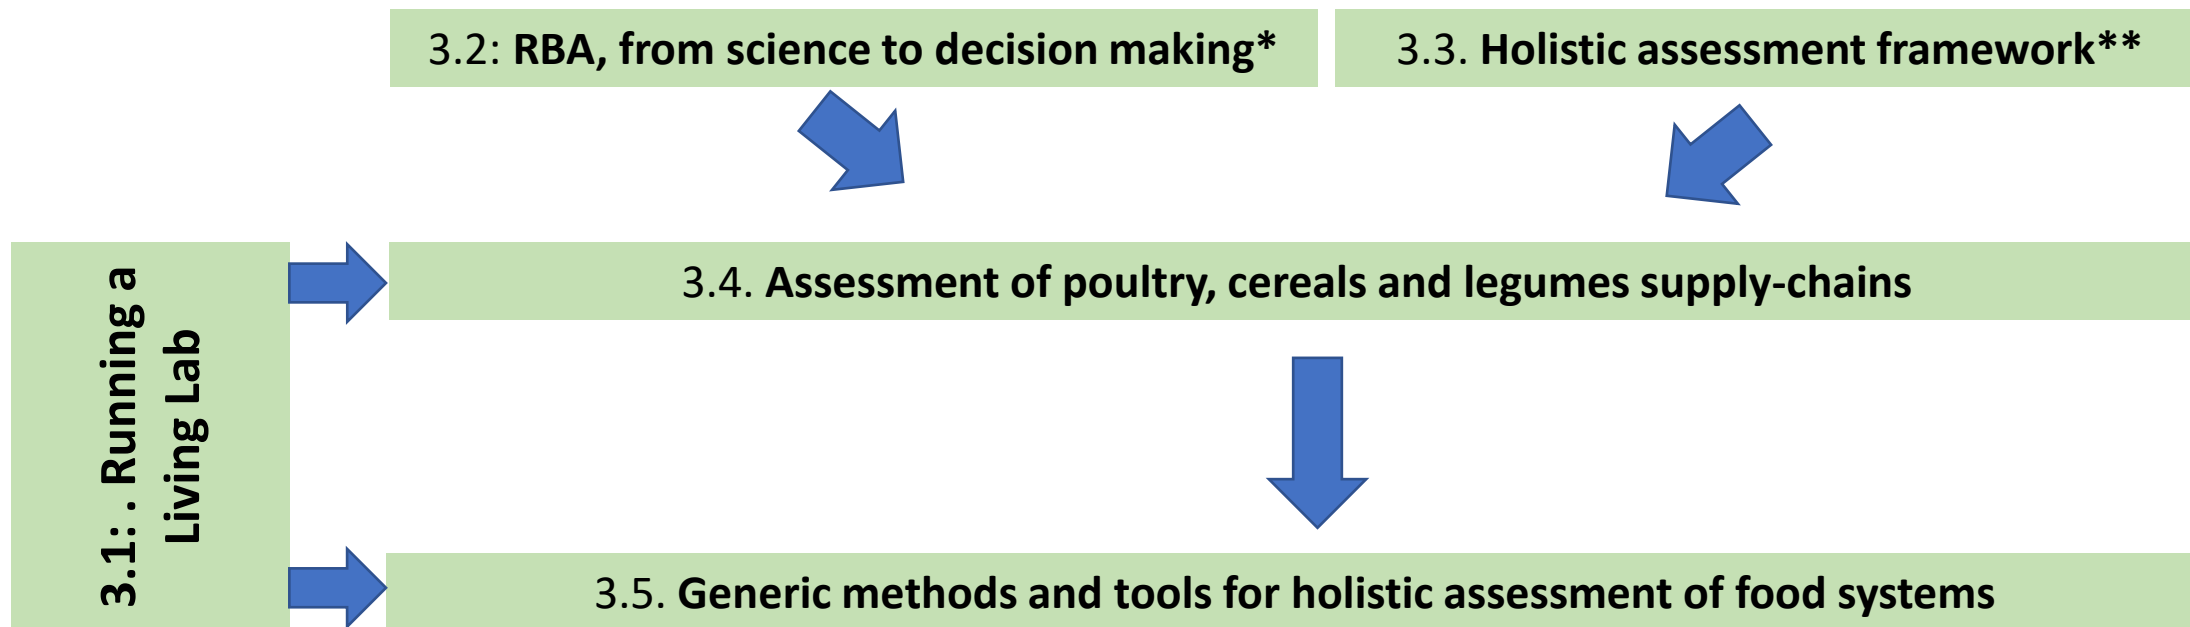 3.2: RBA, from science to decision making*
3.3. Holistic assessment framework**
3.1: . Running a
Living Lab
3.4. Assessment of poultry, cereals and legumes supply-chains
3.5. Generic methods and tools for holistic assessment of food systems